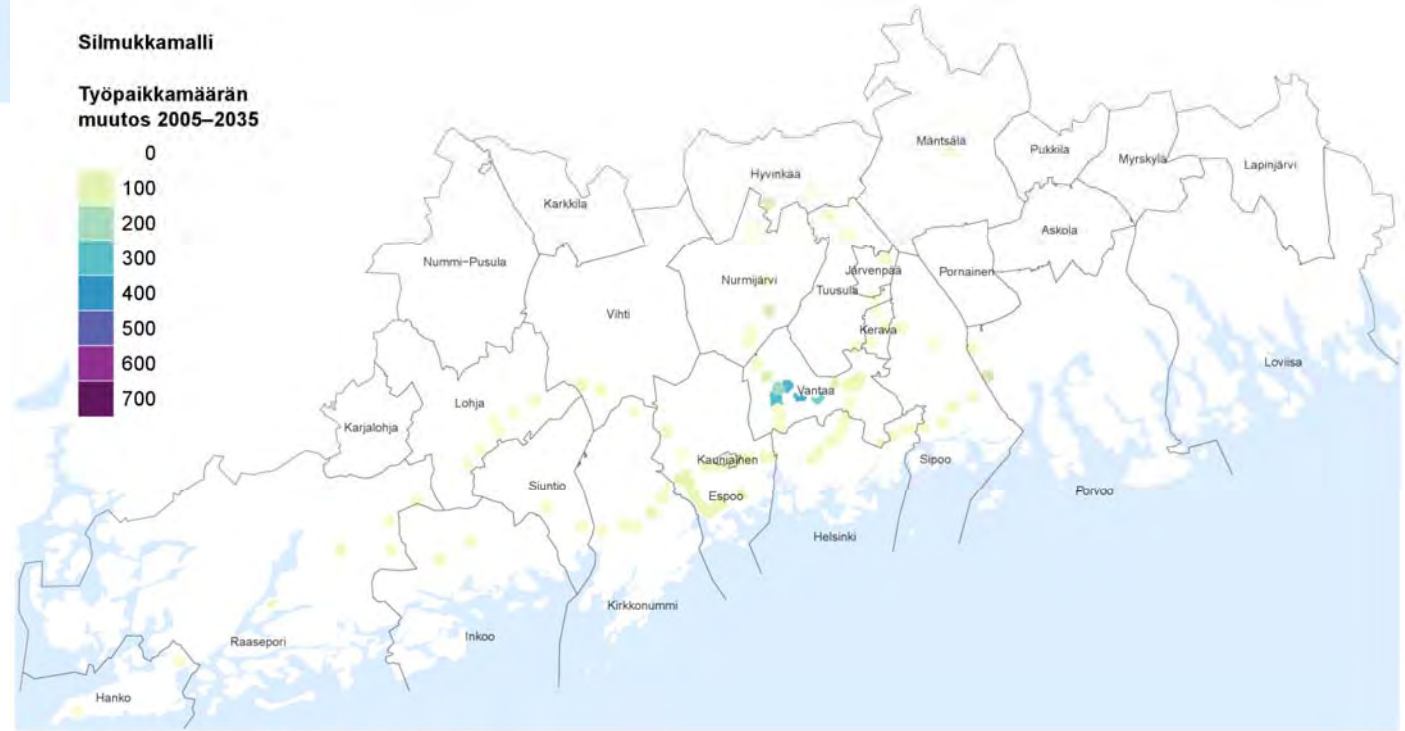 Silmukkamalli
Työpaikkamäärän
muutos 2005–2035
0
100
200
300
400
500
600
700
Mäntsälä
Pukkila
Myrskylä
Lapinjärvi
Hyvinkää
Karkkila
Askola
Nummi-Pusula
Järvenpää
Pornainen
Nurmijärvi
Tuusula
Vihti
Kerava
Loviisa
Vantaa
Lohja
Karjalohja
Kauniainen
Sipoo
Siuntio
Espoo
Porvoo
Helsinki
Kirkkonummi
Inkoo
Raasepori
Hanko